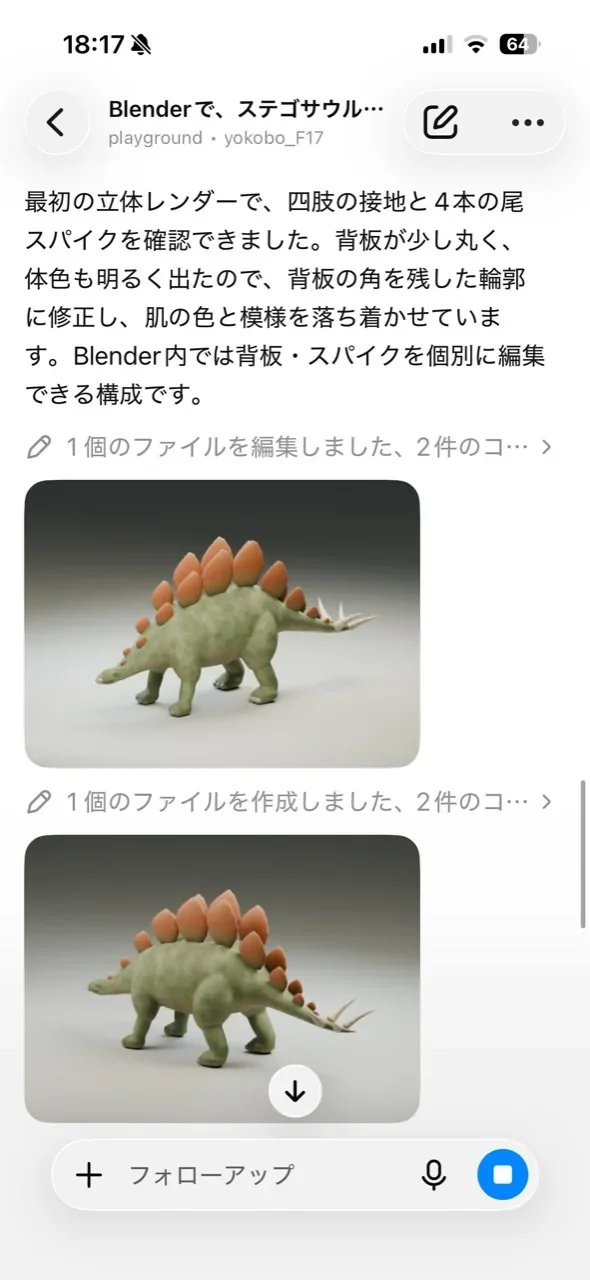 18:17
64
Blenderで、ステゴサウル…
playground・yokobo_F17
最初の立体レンダーで、四肢の接地と４本の尾
スパイクを確認できました。背板が少し丸く、
体色も明るく出たので、背板の角を残した輪郭
に修正し、肌の色と模様を落ち着かせていま
す。Blender内では背板・スパイクを個別に編集
できる構成です。
1個のファイルを編集しました、2件のコ…
1個のファイルを作成しました、2件のコ…
フォローアップ